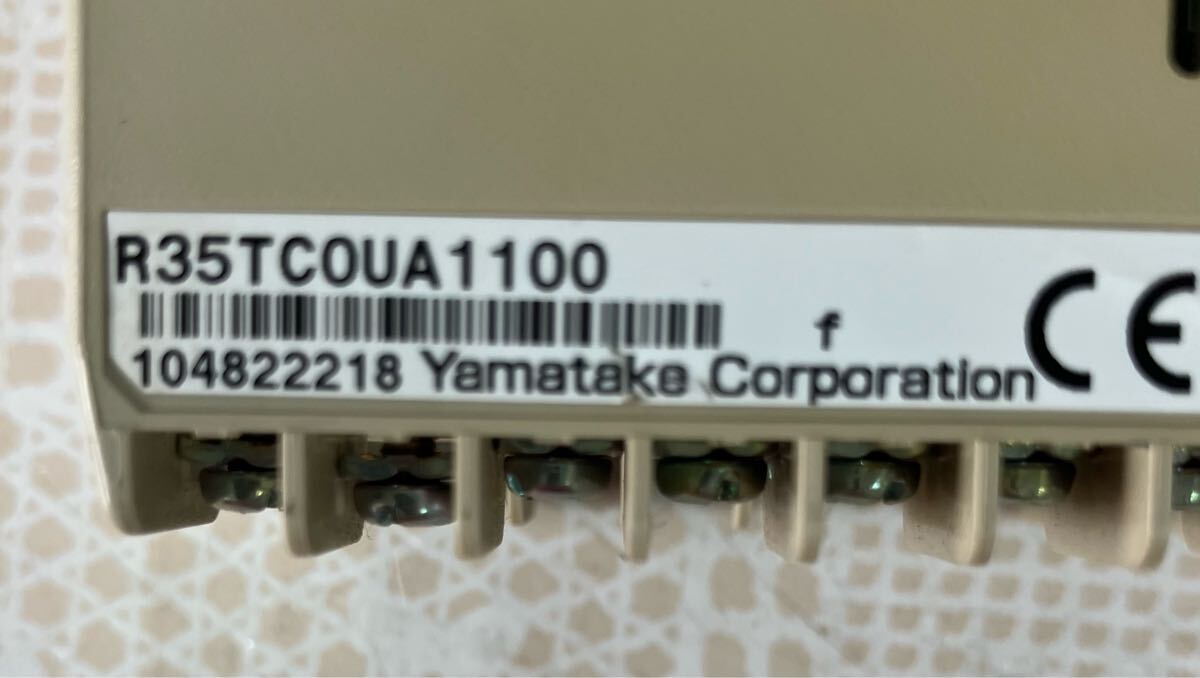 R35TC0UA1100
f
104822218 Yamatake Corporation
CE